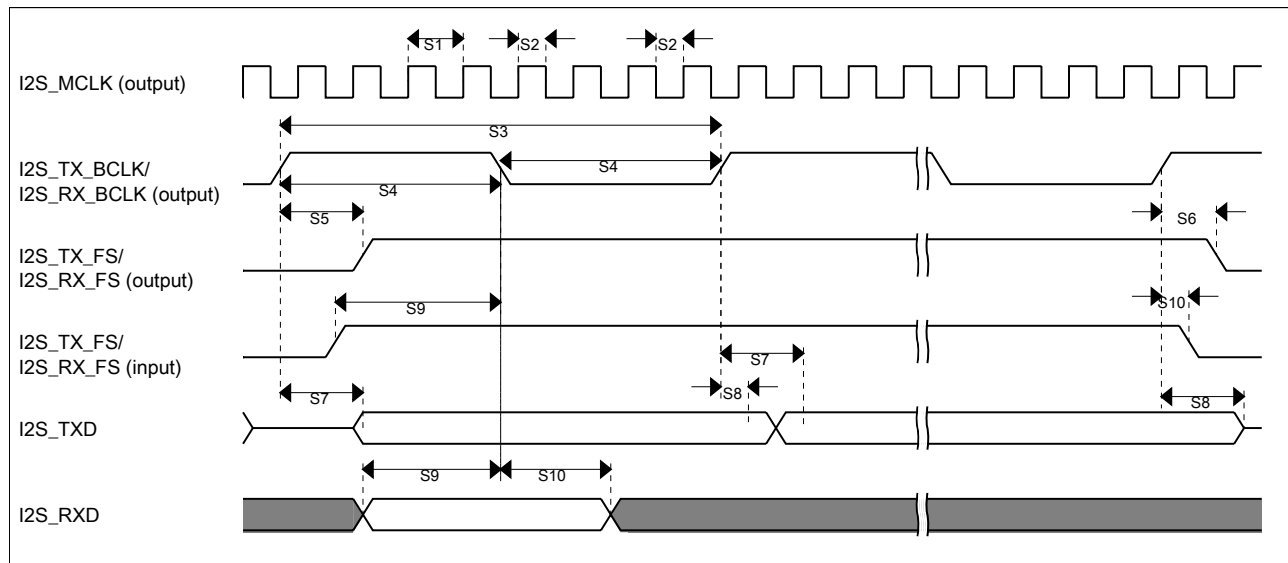 S1
S2
S2
I2S_MCLK (output)
S3
I2S_TX_BCLK/
I2S_RX_BCLK (output)
S4
S4
S5
S6
I2S_TX_FS/
I2S_RX_FS (output)
S9
S10
I2S_TX_FS/
I2S_RX_FS (input)
S7
S7
S8
S8
I2S_TXD
S9
S10
I2S_RXD